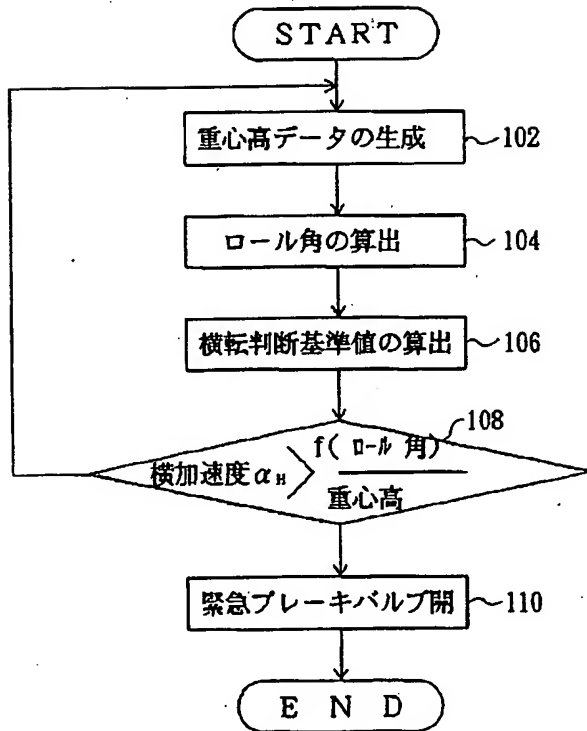 START
重心高データの生成 102
ロール角の算出 104
横転判断基準値の算出 106
108
f( ロール 角)
横加速度 αH >
重心高
緊急ブレーキバルブ開 110
E N D